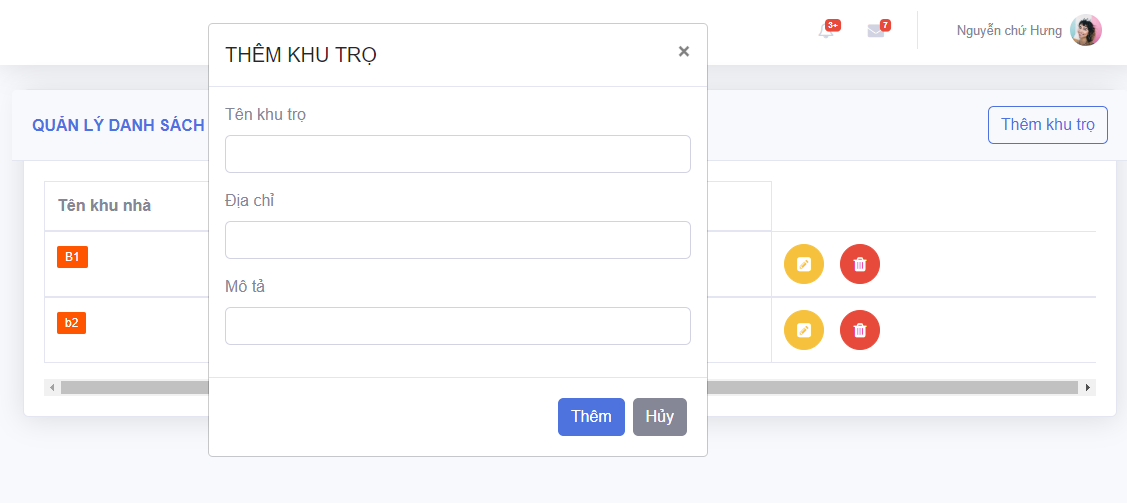 3+
7
Nguyễn chứ Hưng
THÊM KHU TRỌ
×
QUẢN LÝ DANH SÁCH
Thêm khu trọ
Tên khu trọ
Địa chỉ
Mô tả
Tên khu nhà
B1
b2
Thêm
Hủy